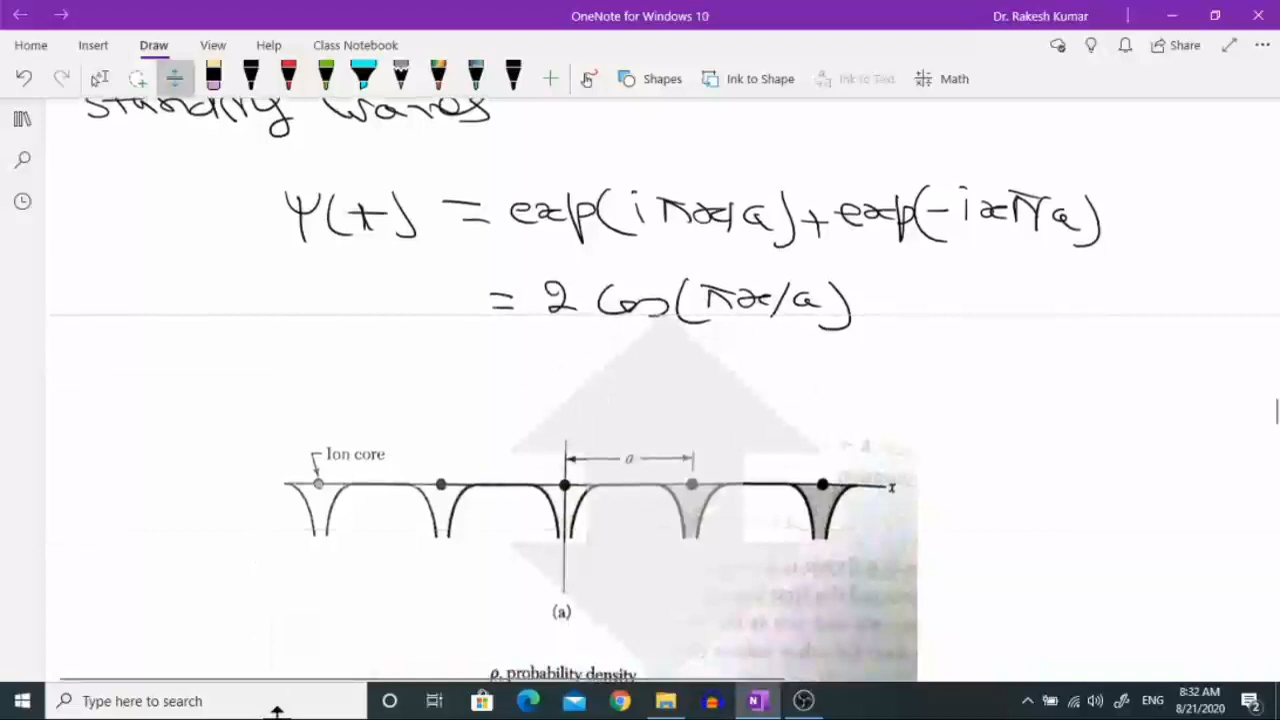 OneNote for Windows 10
Dr. Rakesh Kumar
Home Insert Draw View Help Class Notebook
Share
Shapes Ink to Shape Ink to Text Math
Standing waves
ψ(+) = exp(iπx/a) + exp(-ixπ/a)
= 2 cos(πx/a)
Ion core
a
x
(a)
ρ, probability density
Type here to search
ENG
8:32 AM
8/21/2020
2